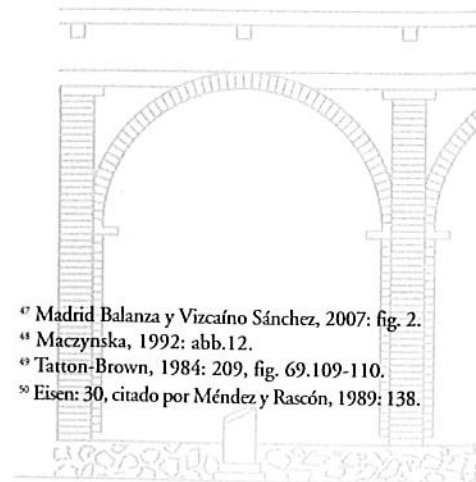 ⁴⁷ Madrid Balanza y Vizcaíno Sánchez, 2007: fig. 2.
⁴⁸ Maczynska, 1992: abb.12.
⁴⁹ Tatton-Brown, 1984: 209, fig. 69.109-110.
⁵⁰ Eisen: 30, citado por Méndez y Rascón, 1989: 138.